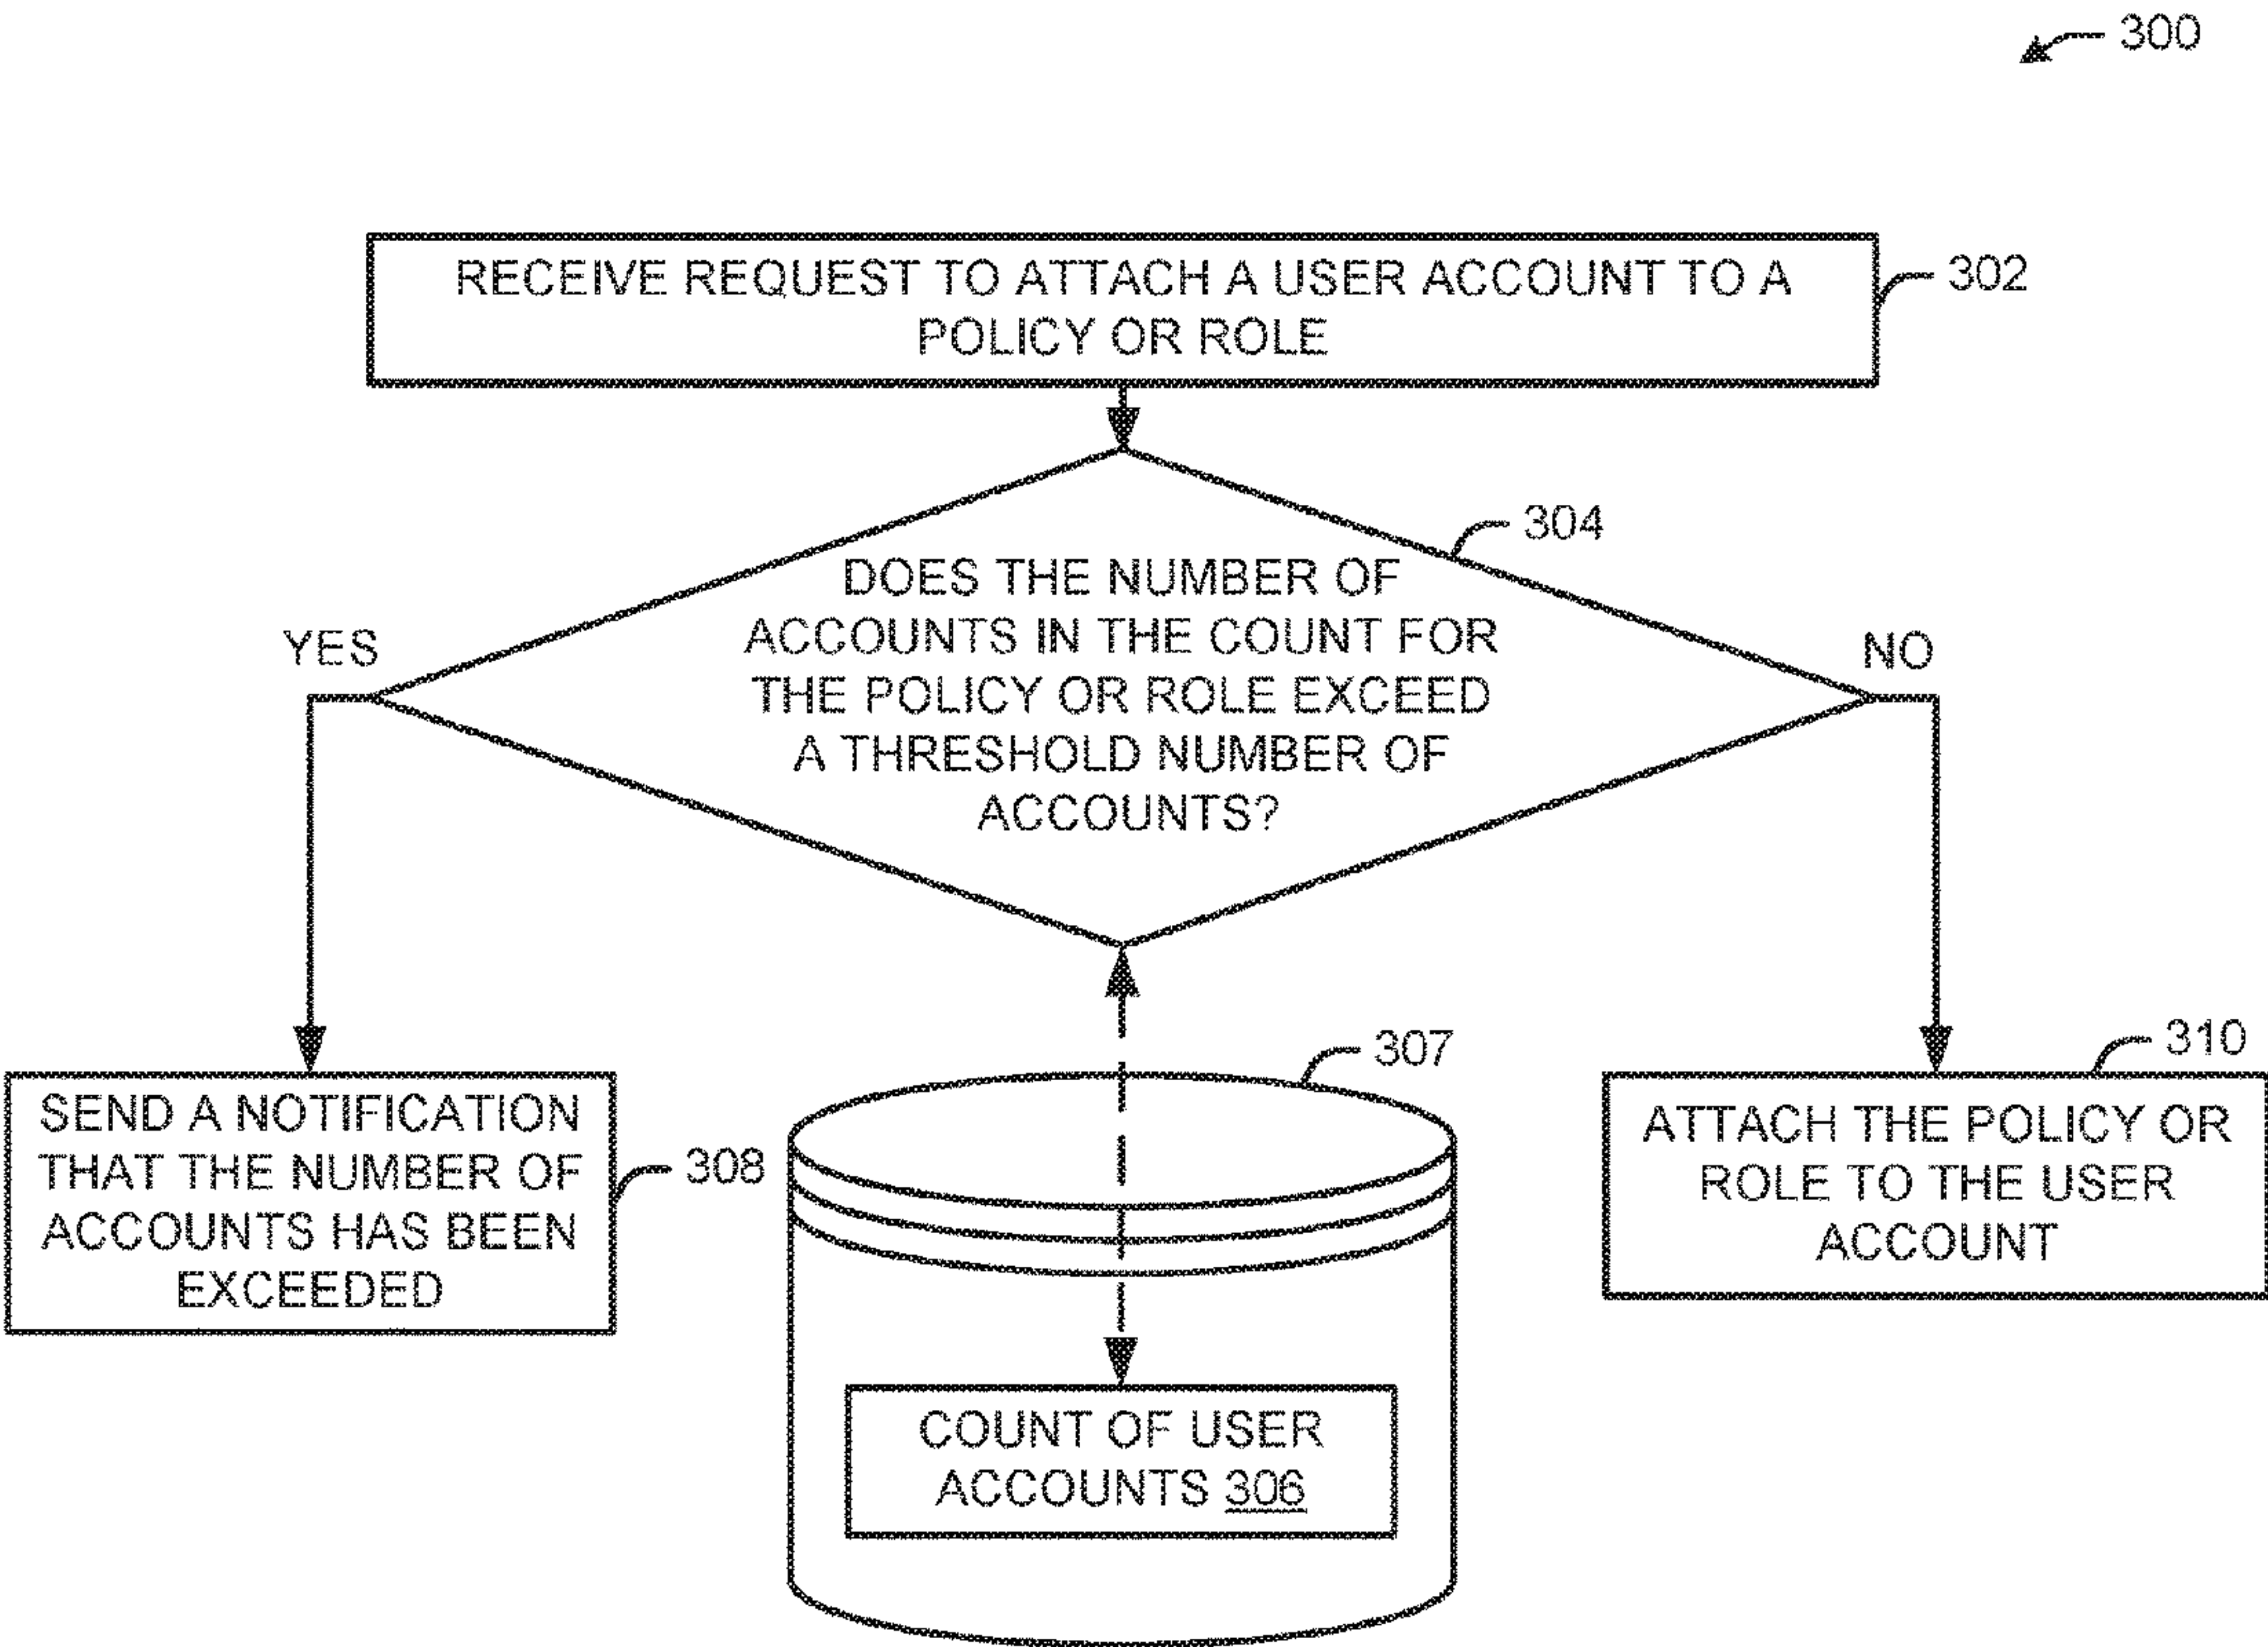 300
RECEIVE REQUEST TO ATTACH A USER ACCOUNT TO A
POLICY OR ROLE
302
304
DOES THE NUMBER OF
ACCOUNTS IN THE COUNT FOR
THE POLICY OR ROLE EXCEED
A THRESHOLD NUMBER OF
ACCOUNTS?
YES
NO
SEND A NOTIFICATION
THAT THE NUMBER OF
ACCOUNTS HAS BEEN
EXCEEDED
308
307
COUNT OF USER
ACCOUNTS 306
310
ATTACH THE POLICY OR
ROLE TO THE USER
ACCOUNT